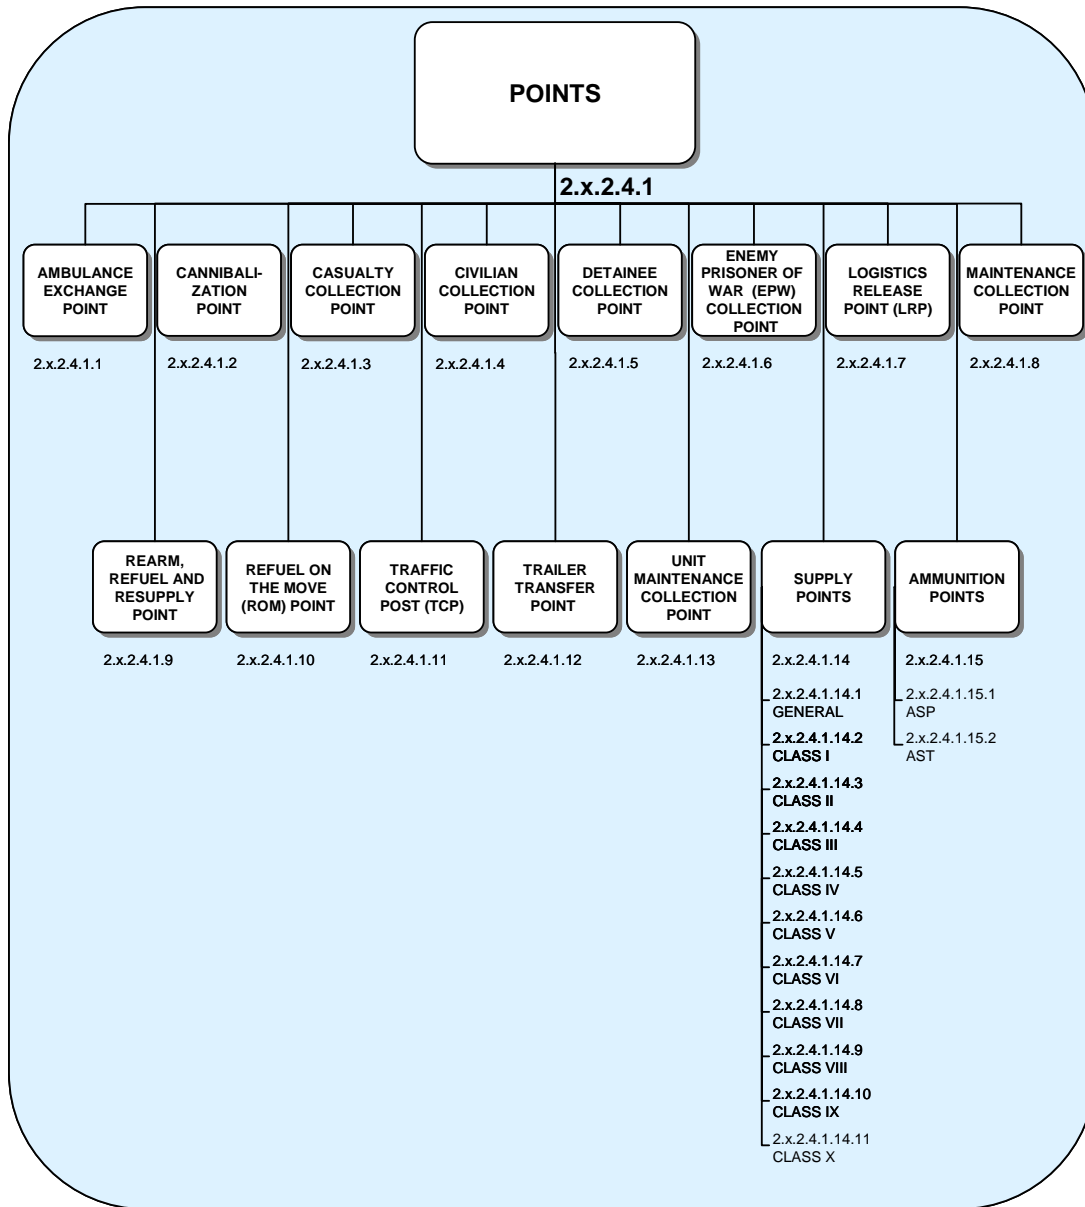 POINTS
2.x.2.4.1
AMBULANCE
EXCHANGE
POINT
2.x.2.4.1.1
CANNIBALI-
ZATION
POINT
2.x.2.4.1.2
CASUALTY
COLLECTION
POINT
2.x.2.4.1.3
CIVILIAN
COLLECTION
POINT
2.x.2.4.1.4
DETAINEE
COLLECTION
POINT
2.x.2.4.1.5
ENEMY
PRISONER OF
WAR (EPW)
COLLECTION
POINT
2.x.2.4.1.6
LOGISTICS
RELEASE
POINT (LRP)
2.x.2.4.1.7
MAINTENANCE
COLLECTION
POINT
2.x.2.4.1.8
REARM,
REFUEL AND
RESUPPLY
POINT
2.x.2.4.1.9
REFUEL ON
THE MOVE
(ROM) POINT
2.x.2.4.1.10
TRAFFIC
CONTROL
POST (TCP)
2.x.2.4.1.11
TRAILER
TRANSFER
POINT
2.x.2.4.1.12
UNIT
MAINTENANCE
COLLECTION
POINT
2.x.2.4.1.13
SUPPLY
POINTS
2.x.2.4.1.14
2.x.2.4.1.14.1
GENERAL
2.x.2.4.1.14.2
CLASS I
2.x.2.4.1.14.3
CLASS II
2.x.2.4.1.14.4
CLASS III
2.x.2.4.1.14.5
CLASS IV
2.x.2.4.1.14.6
CLASS V
2.x.2.4.1.14.7
CLASS VI
2.x.2.4.1.14.8
CLASS VII
2.x.2.4.1.14.9
CLASS VIII
2.x.2.4.1.14.10
CLASS IX
2.x.2.4.1.14.11
CLASS X
AMMUNITION
POINTS
2.x.2.4.1.15
2.x.2.4.1.15.1
ASP
2.x.2.4.1.15.2
AST